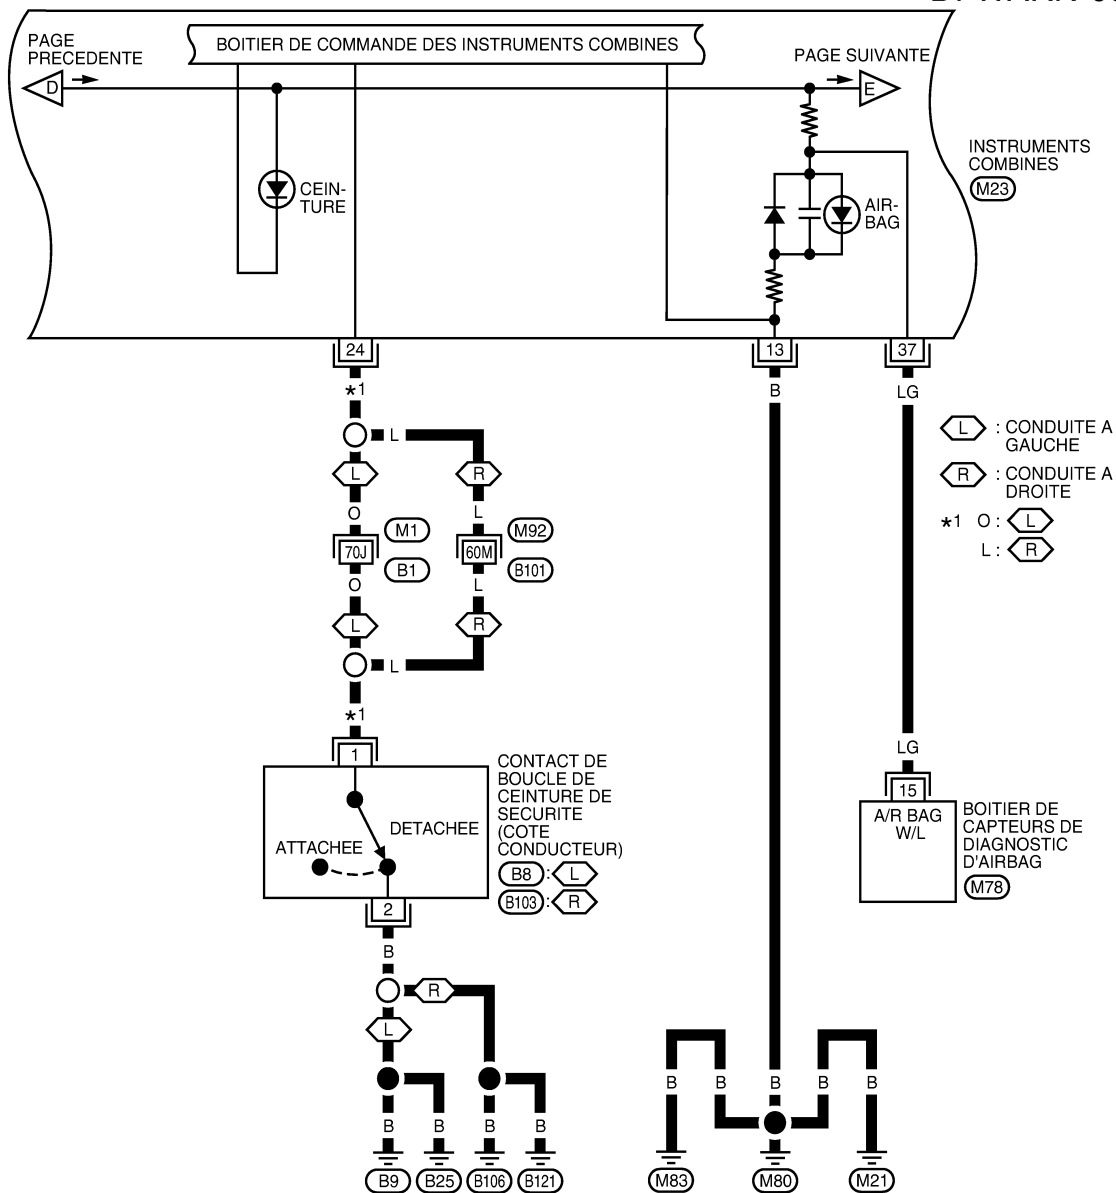 PAGE
PRECEDENTE
D
BOITIER DE COMMANDE DES INSTRUMENTS COMBINES
PAGE SUIVANTE
E
INSTRUMENTS
COMBINES
M23
CEIN-
TURE
AIR-
BAG
24
13
37
*1
B
LG
L
L
R
O
L
M1
M92
70J
60M
B1
B101
O
L
L
R
L
*1
L : CONDUITE A
GAUCHE
R : CONDUITE A
DROITE
*1 O : L
L : R
1
CONTACT DE
BOUCLE DE
CEINTURE DE
SECURITE
(COTE
CONDUCTEUR)
DETACHEE
ATTACHEE
B8 : L
B103 : R
2
LG
15
A/R BAG
W/L
BOITIER DE
CAPTEURS DE
DIAGNOSTIC
D'AIRBAG
M78
B
R
L
B B B B B
B B B B
B9 B25 B106 B121 M83 M80 M21